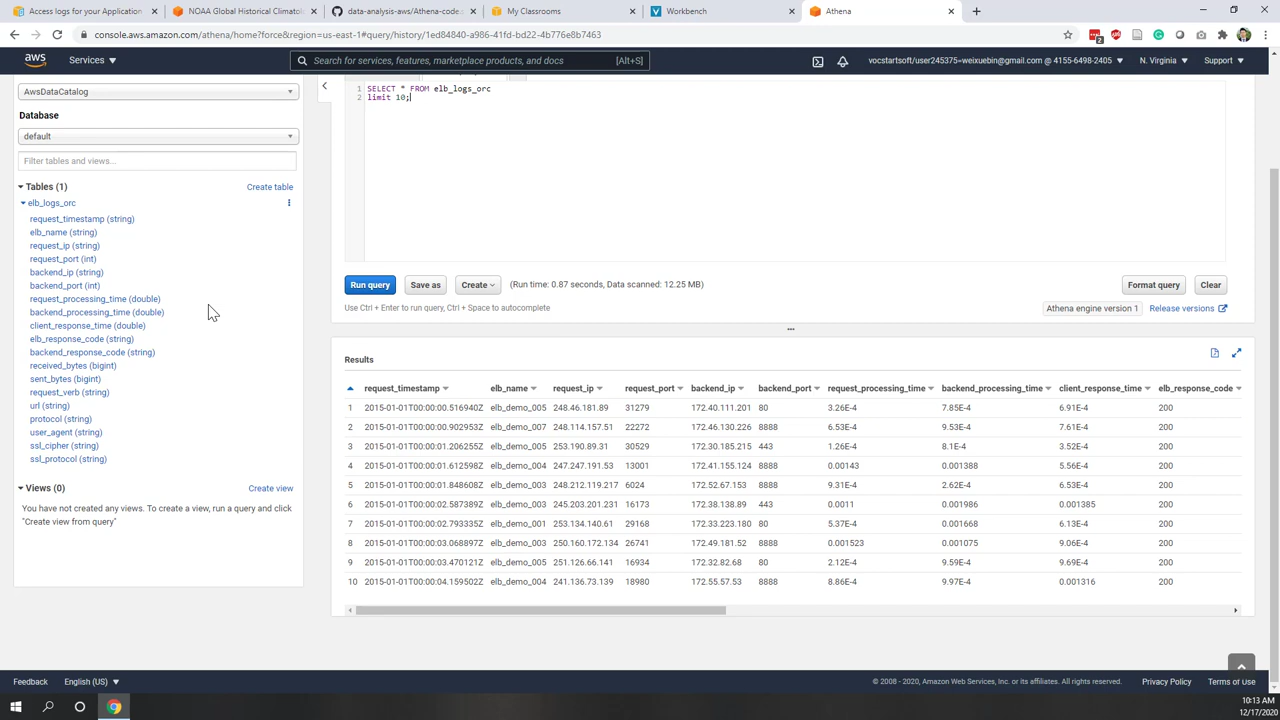 Access logs for your Application
NOAA Global Historical Climatolo
data-analysis-aws/Athena-code.s
My Classrooms
Workbench
Athena
console.aws.amazon.com/athena/home?force&region=us-east-1#query/history/1ed84840-a986-41fd-bd22-4b776e8b7463
aws Services Search for services, features, marketplace products, and docs [Alt+S] vocstartsoft/user245375=weixuebin@gmail.com @ 4155-6498-2405 N. Virginia Support
AwsDataCatalog
Database
default
Filter tables and views...
Tables (1) Create table
elb_logs_orc
request_timestamp (string)
elb_name (string)
request_ip (string)
request_port (int)
backend_ip (string)
backend_port (int)
request_processing_time (double)
backend_processing_time (double)
client_response_time (double)
elb_response_code (string)
backend_response_code (string)
received_bytes (bigint)
sent_bytes (bigint)
request_verb (string)
url (string)
protocol (string)
user_agent (string)
ssl_cipher (string)
ssl_protocol (string)
Views (0) Create view
You have not created any views. To create a view, run a query and click
"Create view from query"
1 SELECT * FROM elb_logs_orc
2 limit 10;
Run query Save as Create (Run time: 0.87 seconds, Data scanned: 12.25 MB) Format query Clear
Use Ctrl + Enter to run query, Ctrl + Space to autocomplete Athena engine version 1 Release versions
Results
request_timestamp elb_name request_ip request_port backend_ip backend_port request_processing_time backend_processing_time client_response_time elb_response_code
1 2015-01-01T00:00:00.516940Z elb_demo_005 248.46.181.89 31279 172.40.111.201 80 3.26E-4 7.85E-4 6.91E-4 200
2 2015-01-01T00:00:00.902953Z elb_demo_007 248.114.157.51 22272 172.46.130.226 8888 6.53E-4 9.53E-4 7.61E-4 200
3 2015-01-01T00:00:01.206255Z elb_demo_005 253.190.89.31 30529 172.30.185.215 443 1.26E-4 8.1E-4 3.52E-4 200
4 2015-01-01T00:00:01.612598Z elb_demo_004 247.247.191.53 13001 172.41.155.124 8888 0.00143 0.001388 5.56E-4 200
5 2015-01-01T00:00:01.848608Z elb_demo_003 248.212.119.217 6024 172.52.67.153 8888 9.31E-4 2.62E-4 6.53E-4 200
6 2015-01-01T00:00:02.587389Z elb_demo_003 245.203.201.231 16173 172.38.138.89 443 0.0011 0.001986 0.001385 200
7 2015-01-01T00:00:02.793335Z elb_demo_001 253.134.140.61 29168 172.33.223.180 80 5.37E-4 0.001668 6.13E-4 200
8 2015-01-01T00:00:03.068897Z elb_demo_003 250.160.172.134 26741 172.49.181.52 8888 0.001523 0.001075 9.06E-4 200
9 2015-01-01T00:00:03.470121Z elb_demo_005 251.126.66.141 16934 172.32.82.68 80 2.12E-4 9.59E-4 9.69E-4 200
10 2015-01-01T00:00:04.159502Z elb_demo_004 241.136.73.139 18980 172.55.57.53 8888 8.86E-4 9.97E-4 0.001316 200
Feedback English (US) © 2008 - 2020, Amazon Web Services, Inc. or its affiliates. All rights reserved. Privacy Policy Terms of Use
10:13 AM
12/17/2020